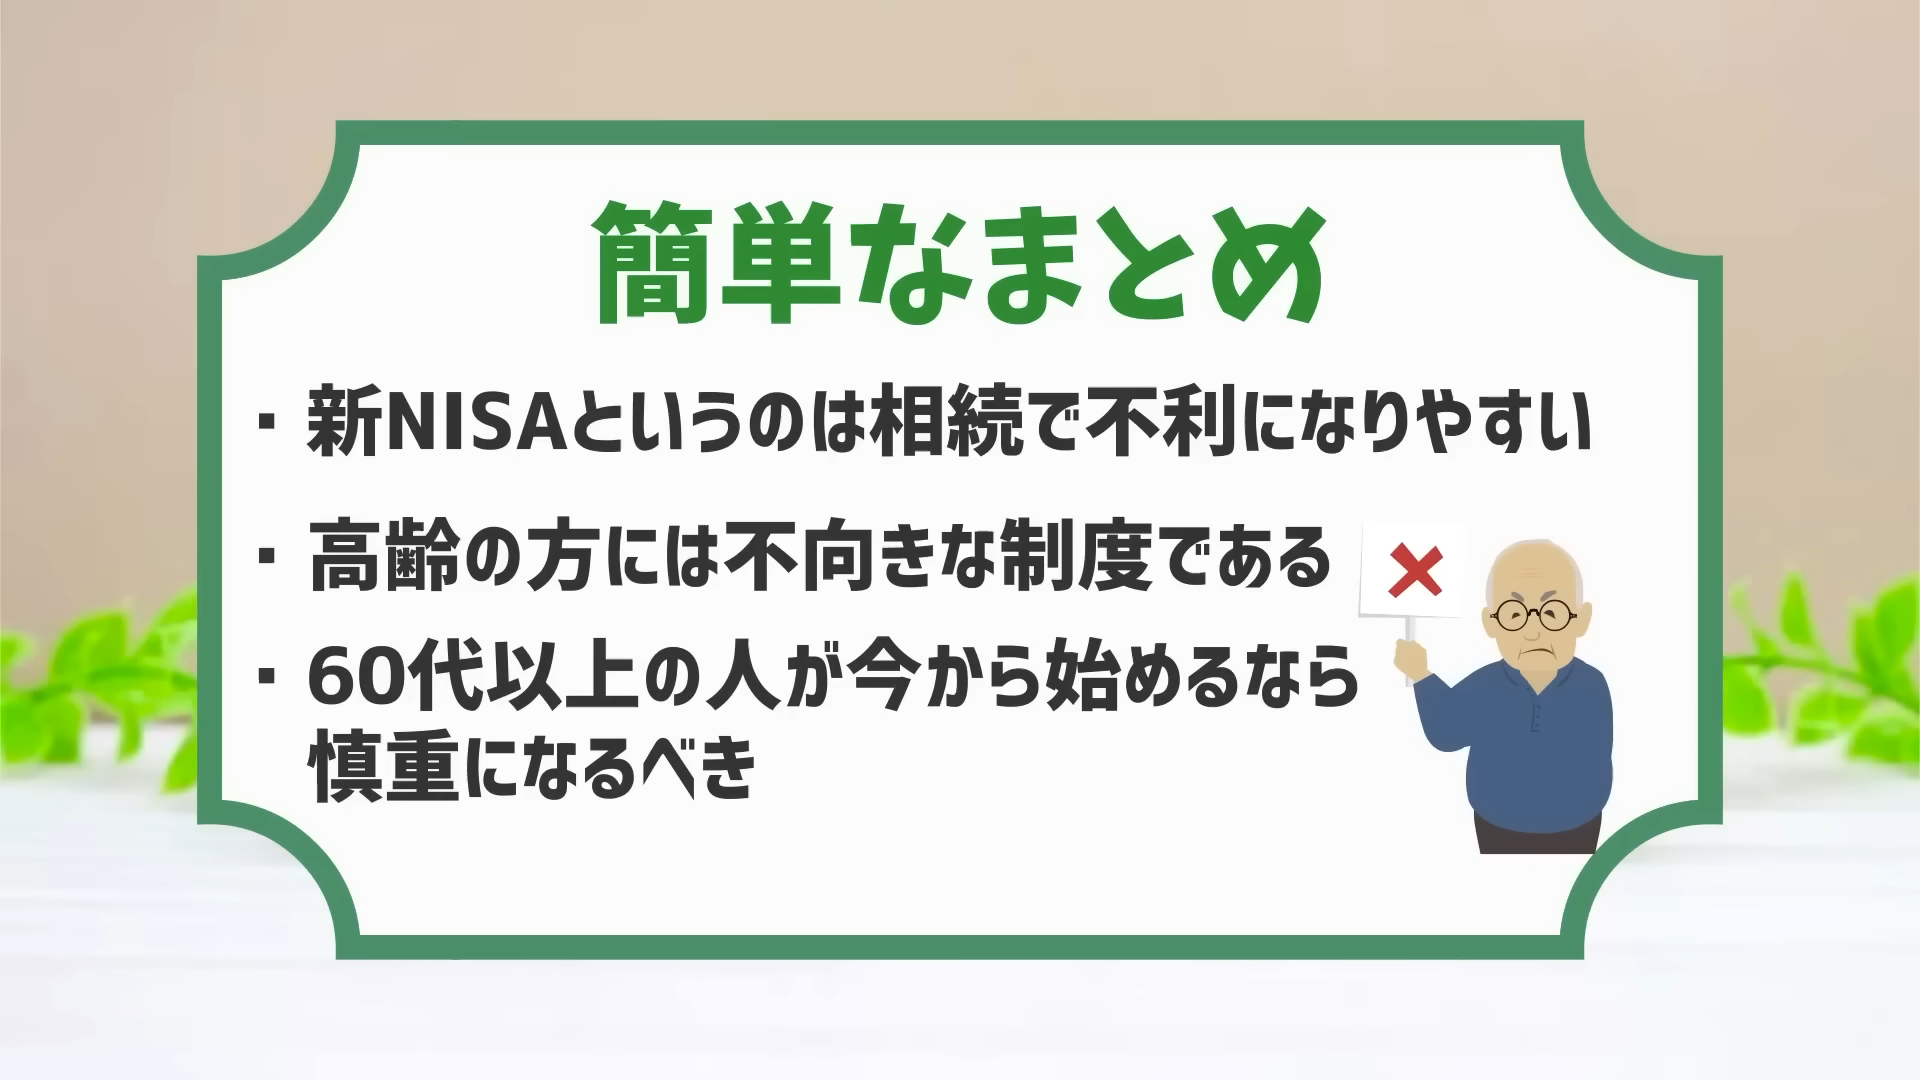 簡単なまとめ
・新NISAというのは相続で不利になりやすい
・高齢の方には不向きな制度である
・60代以上の人が今から始めるなら
慎重になるべき